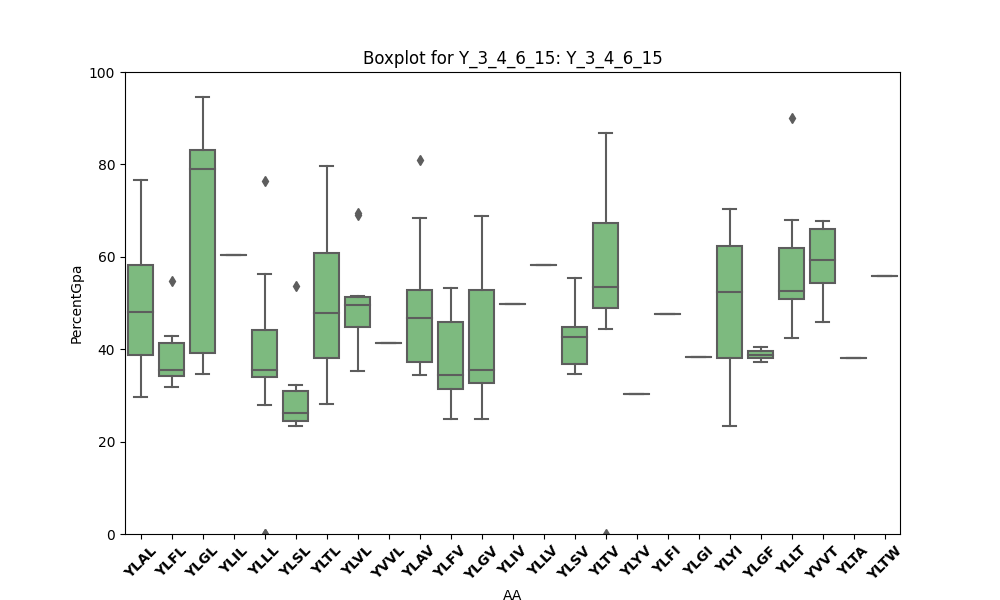 Boxplot for Y_3_4_6_15: Y_3_4_6_15
100
80
60
40
20
0
PercentGpa
YLAL YLFL YLGL YLIL YLLL YLSL YLTL YLVL YVVL YLAV YLFV YLGV YLIV YLLV YLSV YLTV YLYV YLFI YLGI YLYI YLGF YLLT YVVT YLTA YLTW
AA